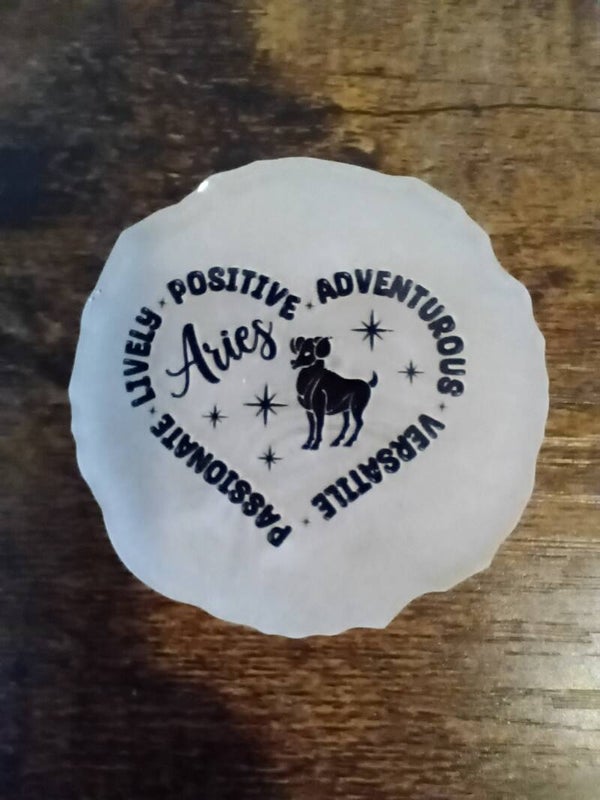 PASSIONATE · LIVELY · POSITIVE · ADVENTUROUS · VERSATILE ·
Aries